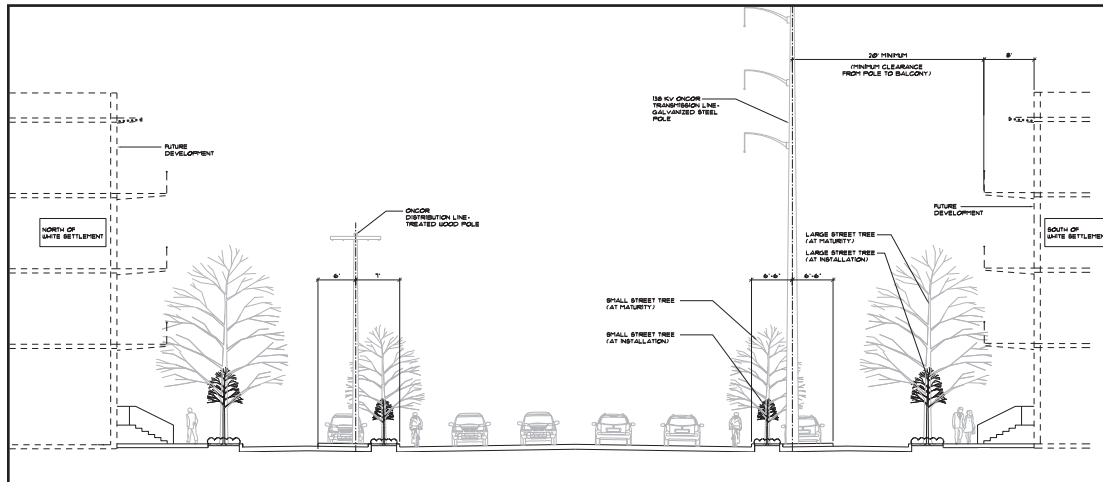 20' MINIMUM
8'
(MINIMUM CLEARANCE
FROM POLE TO BALCONY)
138 KV ONCOR
TRANSMISSION LINE-
GALVANIZED STEEL
POLE
FUTURE
DEVELOPMENT
ONCOR
DISTRIBUTION LINE-
TREATED WOOD POLE
FUTURE
DEVELOPMENT
NORTH OF
WHITE SETTLEMENT
SOUTH OF
WHITE SETTLEMENT
LARGE STREET TREE
(AT MATURITY)
LARGE STREET TREE
(AT INSTALLATION)
6'
7'
6'-6"
6'-6"
SMALL STREET TREE
(AT MATURITY)
SMALL STREET TREE
(AT INSTALLATION)